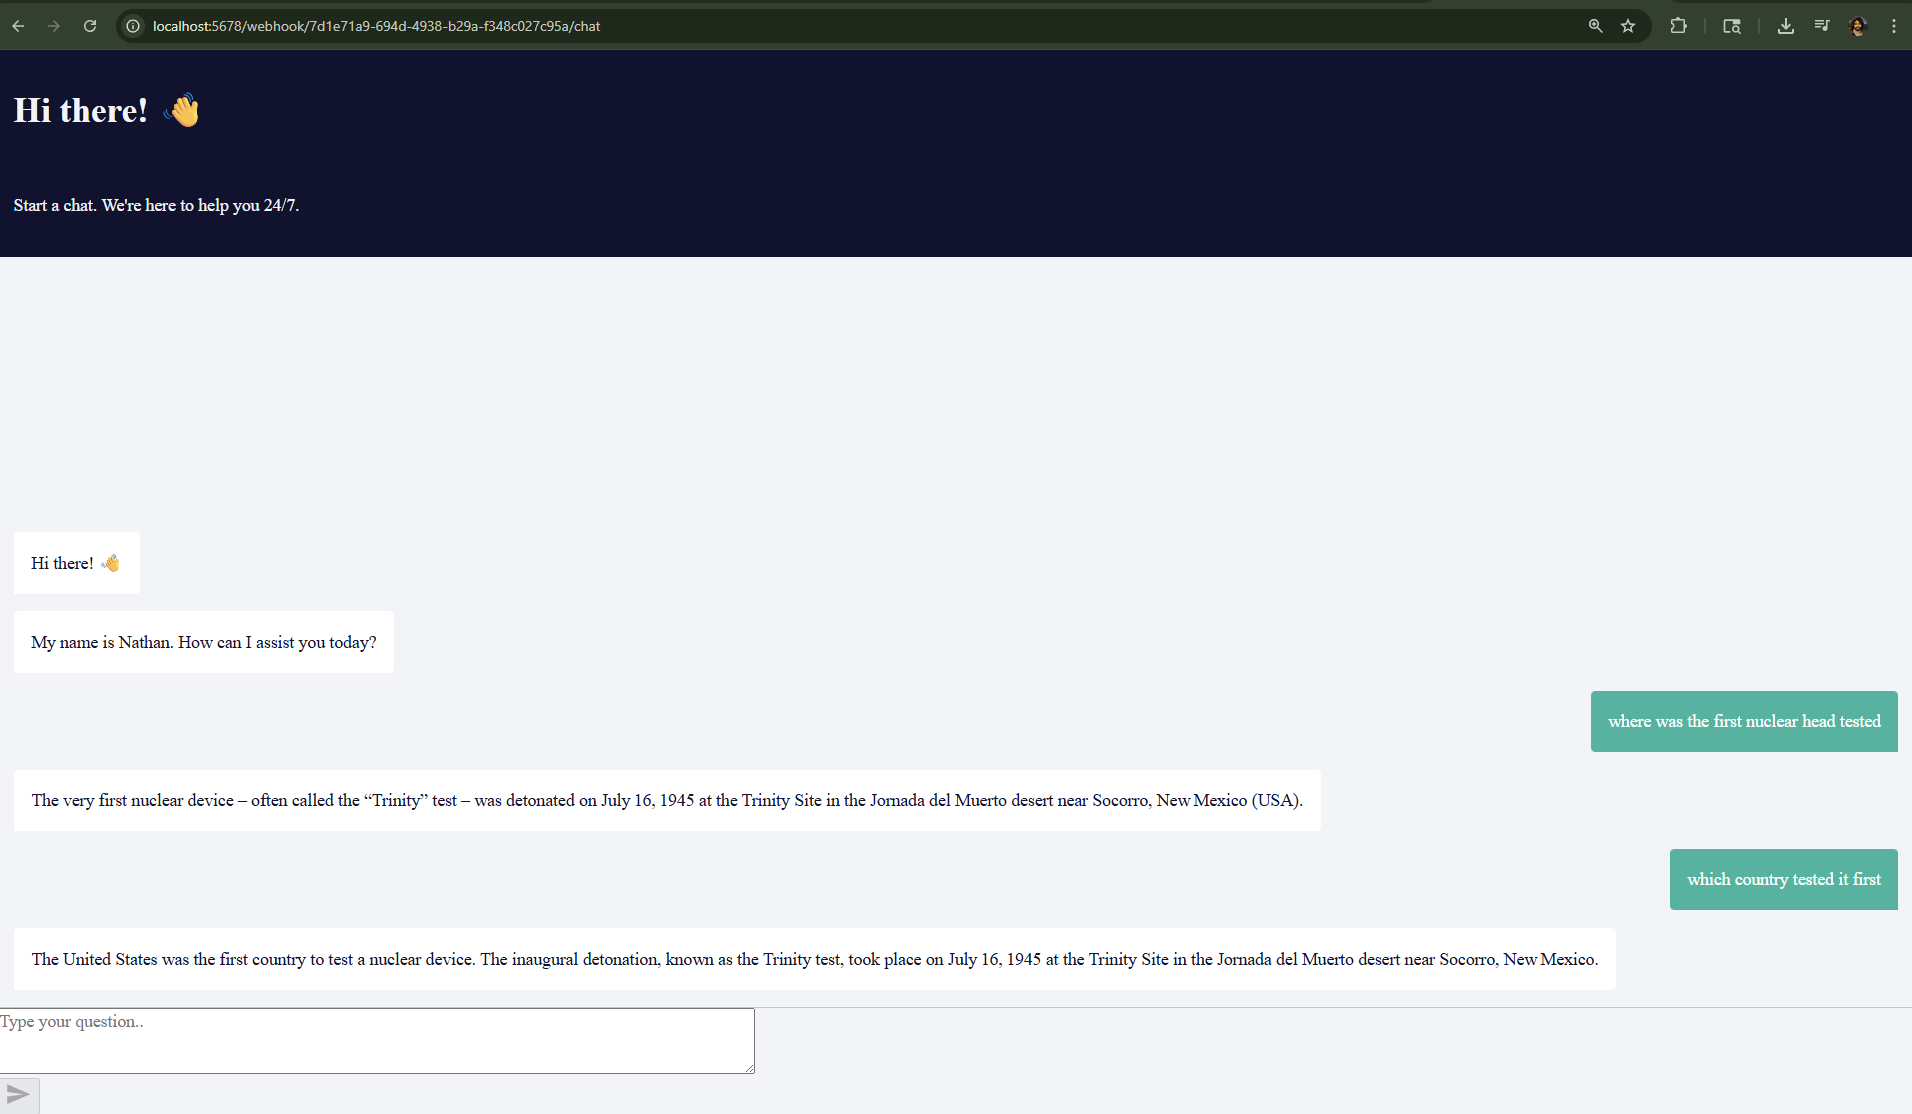 localhost:5678/webhook/7d1e71a9-694d-4938-b29a-f348c027c95a/chat
Hi there! 👋
Start a chat. We're here to help you 24/7.
Hi there! 👋
My name is Nathan. How can I assist you today?
where was the first nuclear head tested
The very first nuclear device – often called the “Trinity” test – was detonated on July 16, 1945 at the Trinity Site in the Jornada del Muerto desert near Socorro, New Mexico (USA).
which country tested it first
The United States was the first country to test a nuclear device. The inaugural detonation, known as the Trinity test, took place on July 16, 1945 at the Trinity Site in the Jornada del Muerto desert near Socorro, New Mexico.
Type your question..